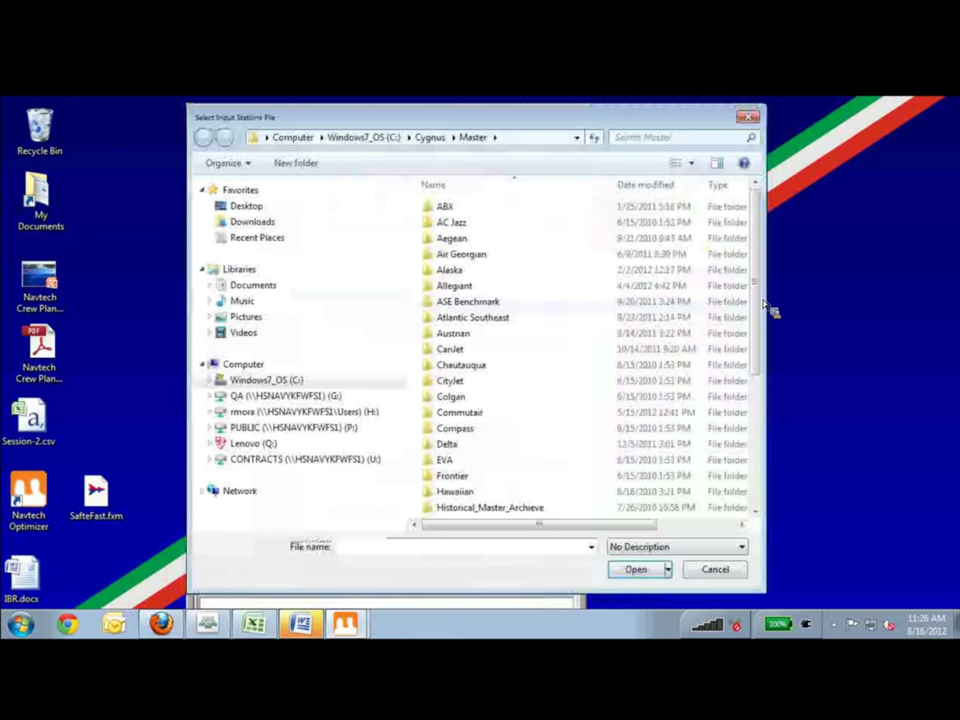 Select Input Stations File
Computer Windows7_OS (C:) Cygnus Master
Search Master
Organize
New folder
Name
Date modified
Type
Favorites
Desktop
Downloads
Recent Places
Libraries
Documents
Music
Pictures
Videos
Computer
Windows7_OS (C:)
QA (\\HSNAVYKFWFS1) (G:)
rmora (\\HSNAVYKFWFS1\Users) (H:)
PUBLIC (\\HSNAVYKFWFS1) (P:)
Lenovo (Q:)
CONTRACTS (\\HSNAVYKFWFS1) (U:)
Network
ABX 1/25/2011 5:18 PM File folder
AC Jazz 6/15/2010 1:52 PM File folder
Aegean 9/21/2010 9:43 AM File folder
Air Georgian 6/9/2011 8:39 PM File folder
Alaska 2/2/2012 12:17 PM File folder
Allegiant 4/4/2012 4:42 PM File folder
ASE Benchmark 9/20/2011 3:24 PM File folder
Atlantic Southeast 9/23/2011 2:14 PM File folder
Austrian 9/14/2011 3:22 PM File folder
CanJet 10/14/2011 9:20 AM File folder
Chautauqua 6/15/2010 1:53 PM File folder
CityJet 6/15/2010 1:52 PM File folder
Colgan 6/15/2010 1:53 PM File folder
Commutair 5/15/2012 12:41 PM File folder
Compass 6/15/2010 1:53 PM File folder
Delta 12/5/2011 3:01 PM File folder
EVA 6/15/2010 1:53 PM File folder
Frontier 6/15/2010 1:53 PM File folder
Hawaiian 6/18/2010 3:21 PM File folder
Historical_Master_Archieve 7/26/2010 10:58 PM File folder
File name:
No Description
Open
Cancel
Recycle Bin
My
Documents
Navtech
Crew Plan...
PDF
Navtech
Crew Plan...
Session-2.csv
Navtech
Optimizer
SafteFast.fxm
IBR.docx
100%
11:26 AM
8/16/2012